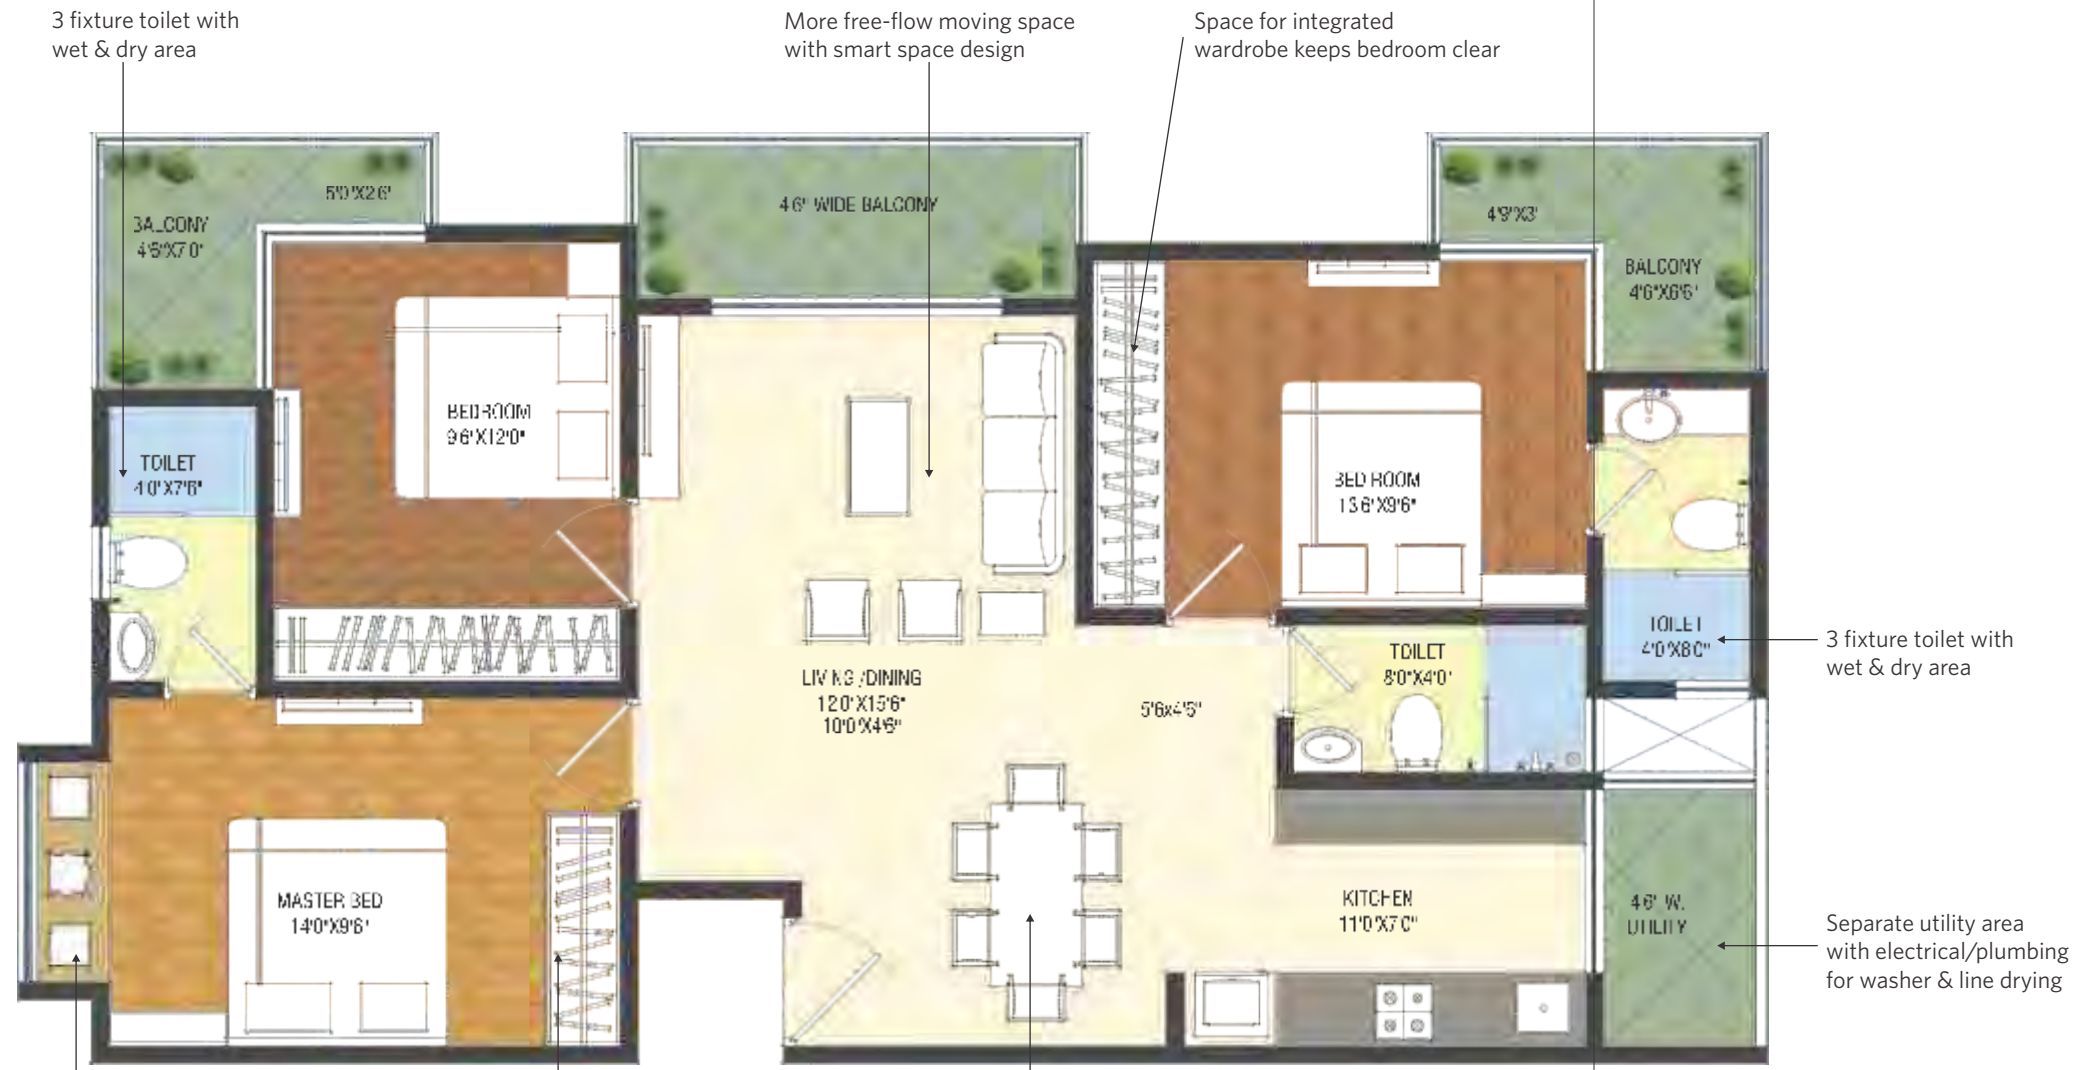 3 fixture toilet with
wet & dry area
More free-flow moving space
with smart space design
Space for integrated
wardrobe keeps bedroom clear
5'0"X2'6"
BALCONY
4'6"X7'0"
4'6" WIDE BALCONY
4'9"X3'
BALCONY
4'6"X6'6"
BEDROOM
9'6"X12'0"
TOILET
4'0"X7'6"
BED ROOM
13'6"X9'6"
TOILET
4'0"X8'0"
3 fixture toilet with
wet & dry area
TOILET
8'0"X4'0"
LIVING /DINING
12'0"X15'6"
10'0"X4'6"
5'6x4'6"
MASTER BED
14'0"X9'6"
KITCHEN
11'0"X7'0"
4'6" W.
UTILITY
Separate utility area
with electrical/plumbing
for washer & line drying